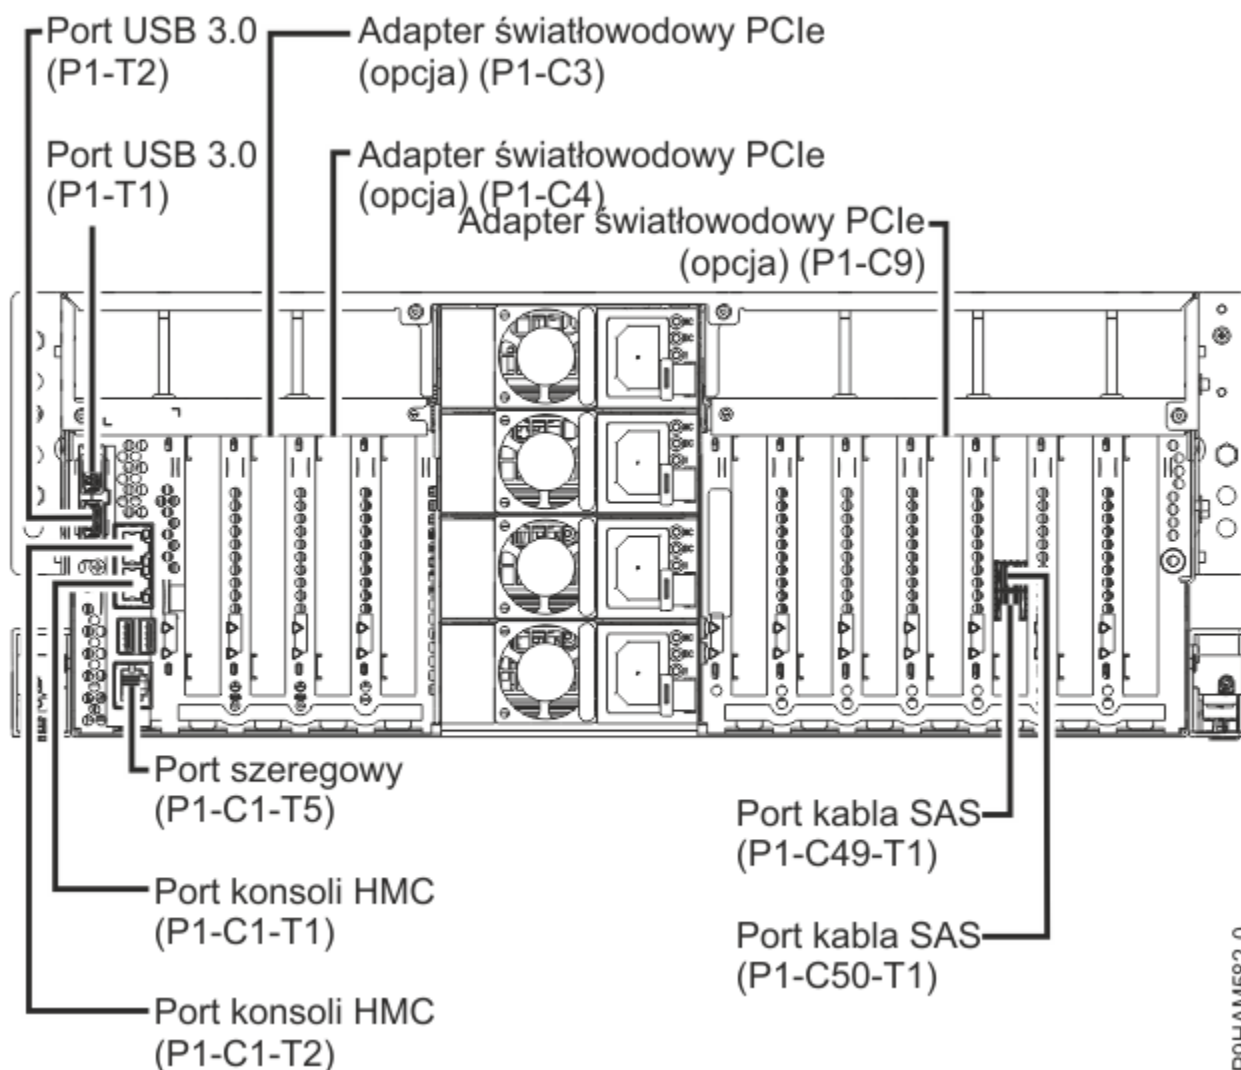 Port USB 3.0
(P1-T2)
Adapter światłowodowy PCIe
(opcja) (P1-C3)
Port USB 3.0
(P1-T1)
Adapter światłowodowy PCIe
(opcja) (P1-C4)
Adapter światłowodowy PCIe
(opcja) (P1-C9)
Port szeregowy
(P1-C1-T5)
Port konsoli HMC
(P1-C1-T1)
Port konsoli HMC
(P1-C1-T2)
Port kabla SAS
(P1-C49-T1)
Port kabla SAS
(P1-C50-T1)